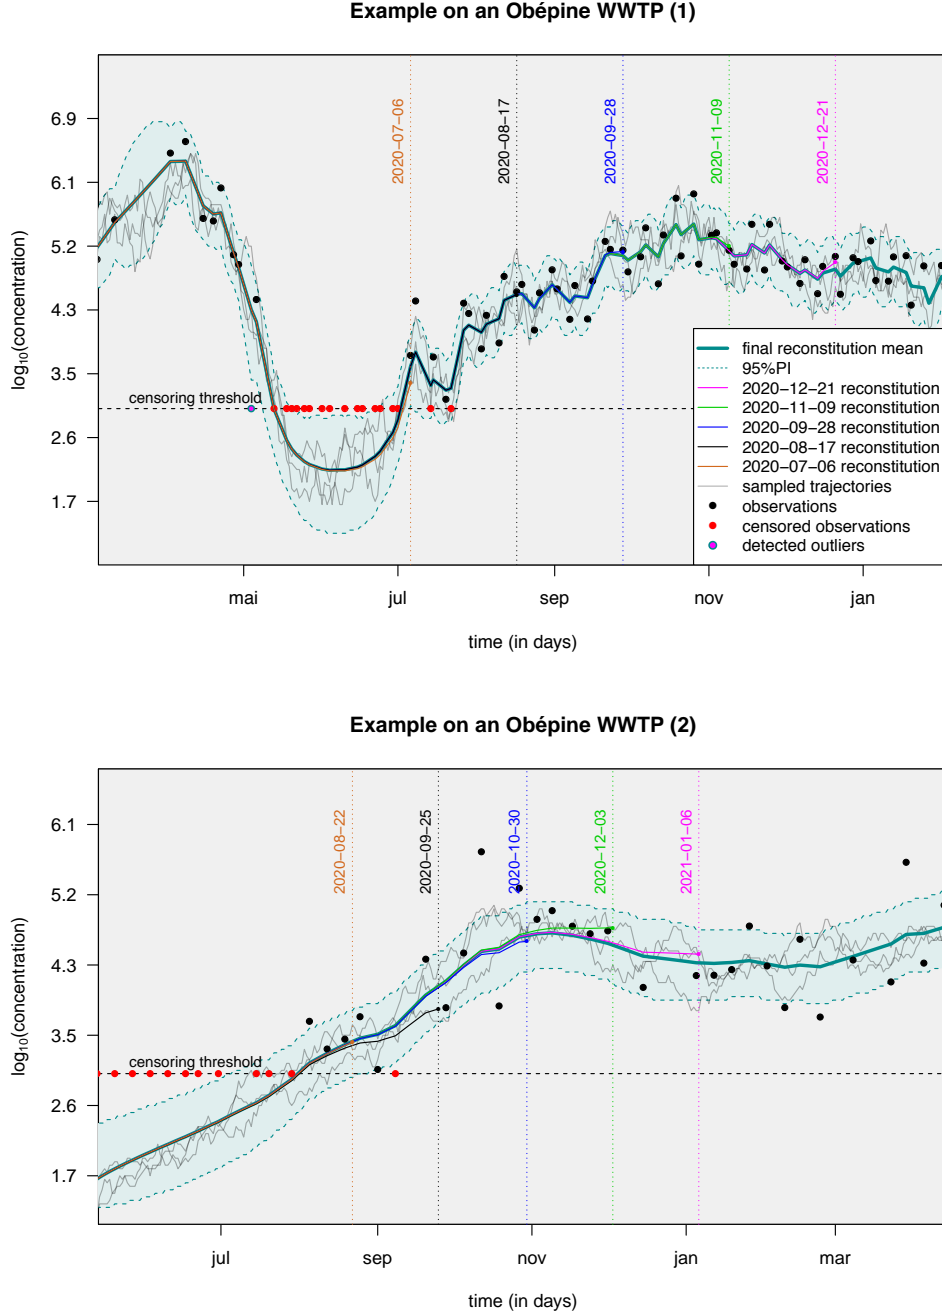 Example on an Obépine WWTP (1)
log₁₀(concentration)
6.9
6.1
5.2
4.3
3.5
2.6
1.7
2020−07−06
2020−08−17
2020−09−28
2020−11−09
2020−12−21
censoring threshold
final reconstitution mean
95%PI
2020−12−21 reconstitution
2020−11−09 reconstitution
2020−09−28 reconstitution
2020−08−17 reconstitution
2020−07−06 reconstitution
sampled trajectories
observations
censored observations
detected outliers
mai jul sep nov jan
time (in days)
Example on an Obépine WWTP (2)
log₁₀(concentration)
6.1
5.2
4.3
3.5
2.6
1.7
2020−08−22
2020−09−25
2020−10−30
2020−12−03
2021−01−06
censoring threshold
jul sep nov jan mar
time (in days)